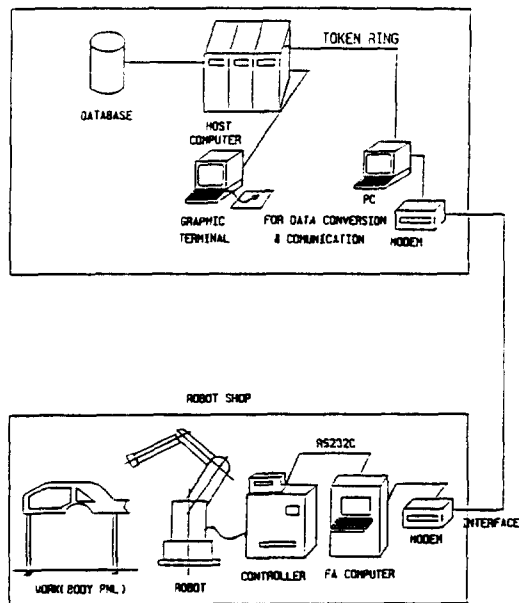 TOKEN RING
DATABASE
HOST
COMPUTER
PC
GRAPHIC
TERMINAL
FOR DATA CONVERSION
& COMUNICATION
MODEM
ROBOT SHOP
RS232C
INTERFACE
MODEM
WORK(BODY PNL)
ROBOT
CONTROLLER
FA COMPUTER